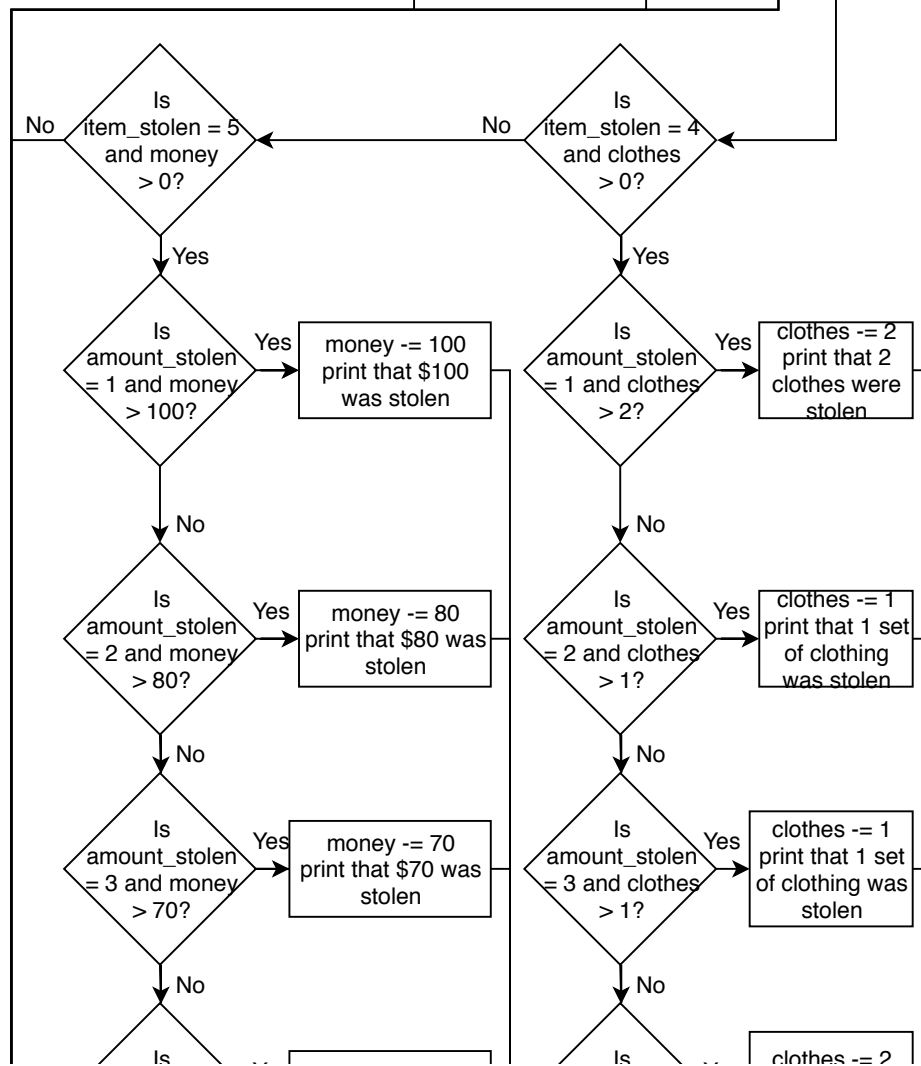 Is
item_stolen = 5
and money
> 0?
No
Yes
Is
item_stolen = 4
and clothes
> 0?
No
Yes
Is
amount_stolen
= 1 and money
> 100?
Yes
money -= 100
print that $100
was stolen
No
Is
amount_stolen
= 1 and clothes
> 2?
Yes
clothes -= 2
print that 2
clothes were
stolen
No
Is
amount_stolen
= 2 and money
> 80?
Yes
money -= 80
print that $80 was
stolen
No
Is
amount_stolen
= 2 and clothes
> 1?
Yes
clothes -= 1
print that 1 set
of clothing
was stolen
No
Is
amount_stolen
= 3 and money
> 70?
Yes
money -= 70
print that $70 was
stolen
No
Is
amount_stolen
= 3 and clothes
> 1?
Yes
clothes -= 1
print that 1 set
of clothing was
stolen
No
Is
Is
clothes -= 2